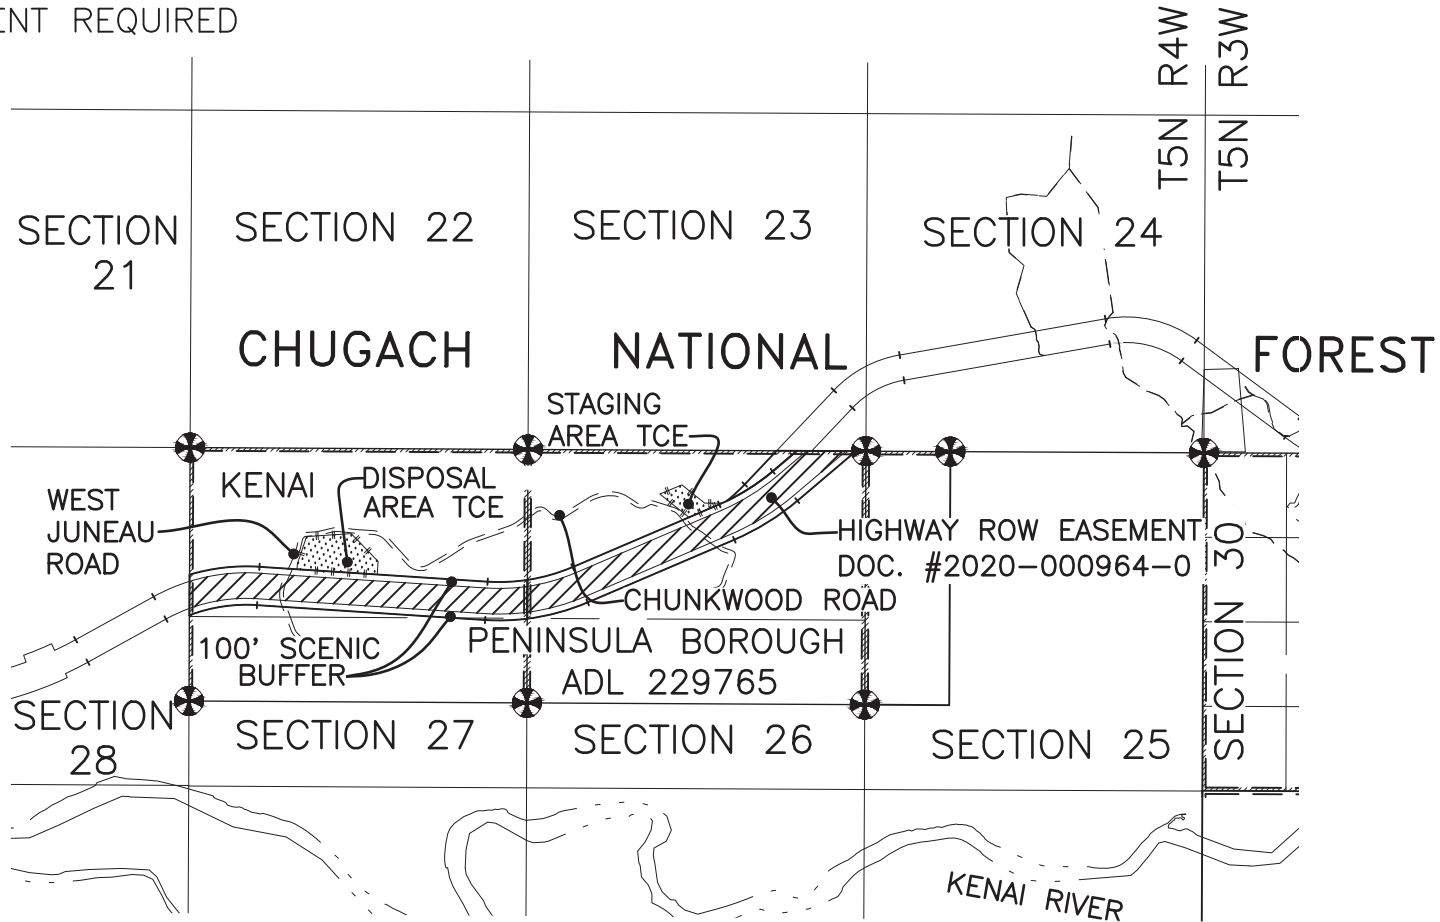 ENT REQUIRED
T5N R4W
T5N R3W
SECTION
21
SECTION 22
SECTION 23
SECTION 24
CHUGACH NATIONAL FOREST
STAGING
AREA TCE
KENAI
DISPOSAL
AREA TCE
WEST
JUNEAU
ROAD
HIGHWAY ROW EASEMENT
DOC. #2020-000964-0
CHUNKWOOD ROAD
100' SCENIC
BUFFER
PENINSULA BOROUGH
ADL 229765
SECTION 30
SECTION
28
SECTION 27
SECTION 26
SECTION 25
KENAI RIVER